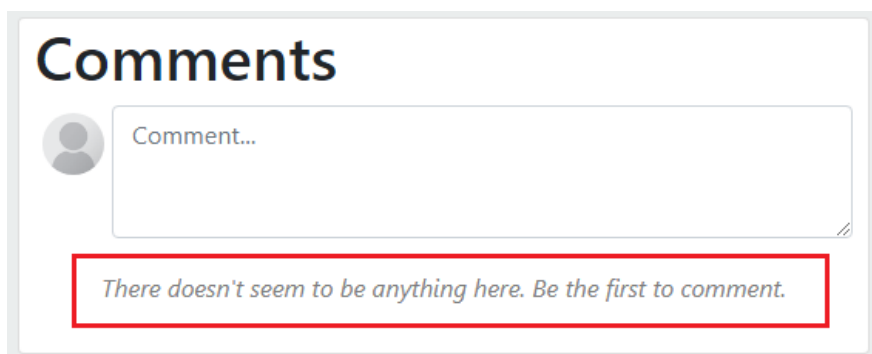 Comments
Comment...
There doesn't seem to be anything here. Be the first to comment.